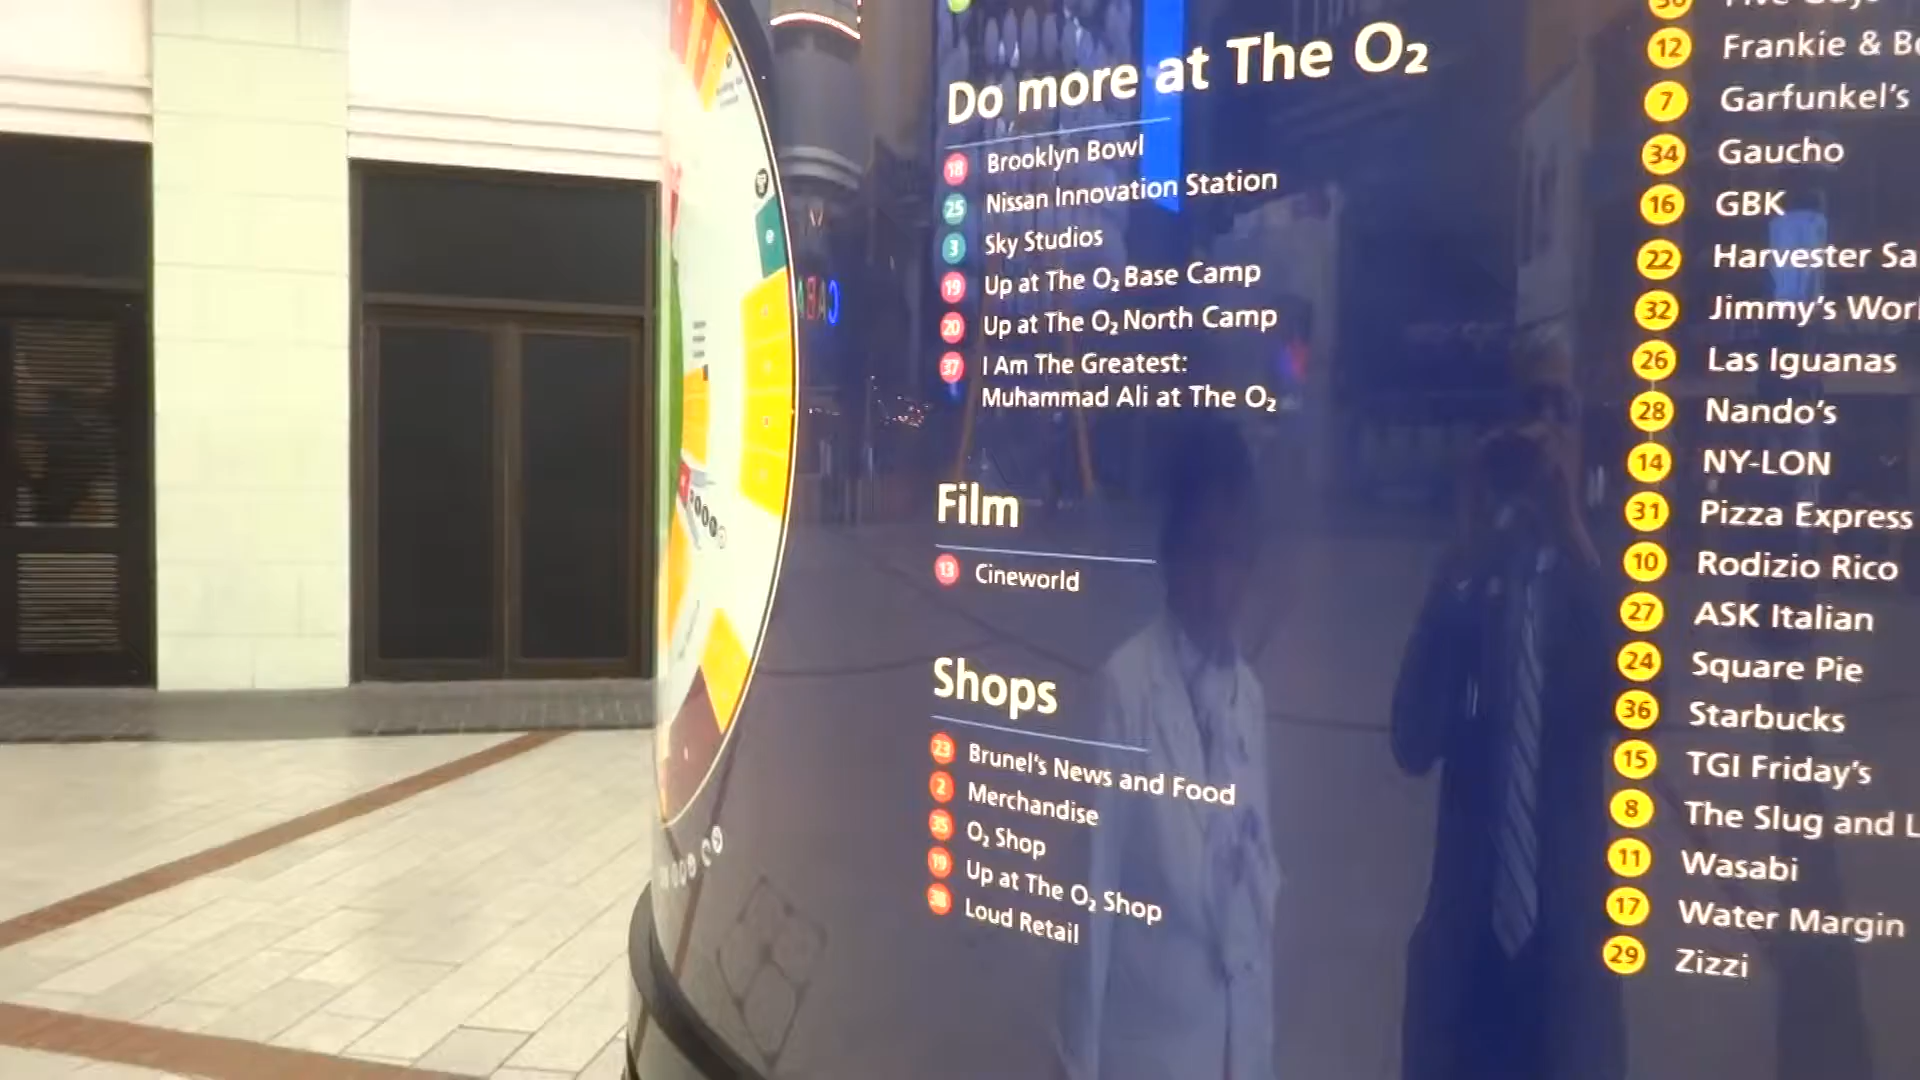 Do more at The O₂
18 Brooklyn Bowl
25 Nissan Innovation Station
3 Sky Studios
19 Up at The O₂ Base Camp
20 Up at The O₂ North Camp
37 I Am The Greatest:
Muhammad Ali at The O₂
Film
13 Cineworld
Shops
23 Brunel's News and Food
2 Merchandise
35 O₂ Shop
19 Up at The O₂ Shop
38 Loud Retail
12 Frankie & B
7 Garfunkel's
34 Gaucho
16 GBK
22 Harvester Sa
32 Jimmy's Wor
26 Las Iguanas
28 Nando's
14 NY-LON
31 Pizza Express
10 Rodizio Rico
27 ASK Italian
24 Square Pie
36 Starbucks
15 TGI Friday's
8 The Slug and L
11 Wasabi
17 Water Margin
29 Zizzi